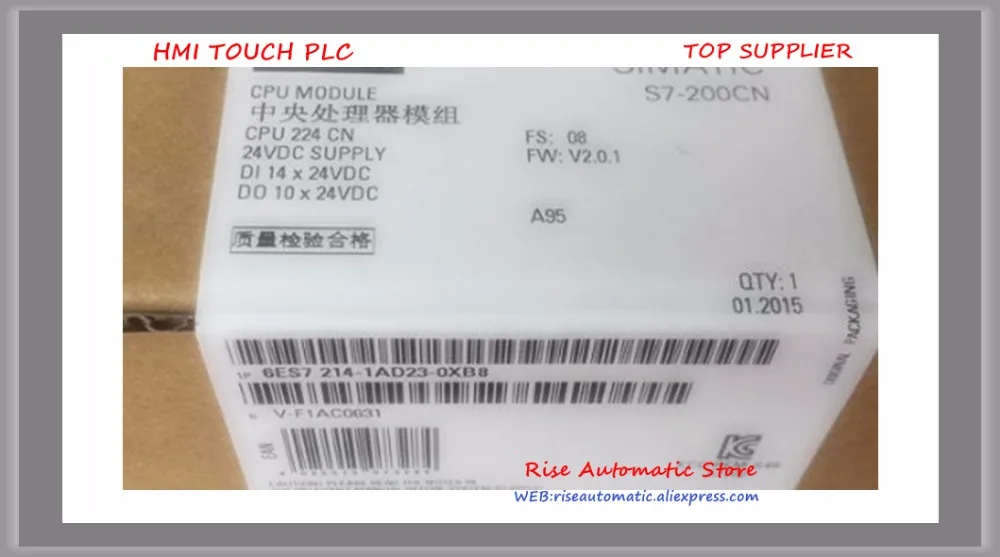 HMI TOUCH PLC
TOP SUPPLIER
SIMATIC
S7-200CN
CPU MODULE
中央处理器模组
CPU 224 CN
24VDC SUPPLY
DI 14 x 24VDC
DO 10 x 24VDC
FS: 08
FW: V2.0.1
A95
质量检验合格
QTY: 1
01.2015
ORIGINAL PACKAGING
1P 6ES7 214-1AD23-0XB8
S V-F1AC0631
EAN
Rise Automatic Store
WEB:riseautomatic.aliexpress.com